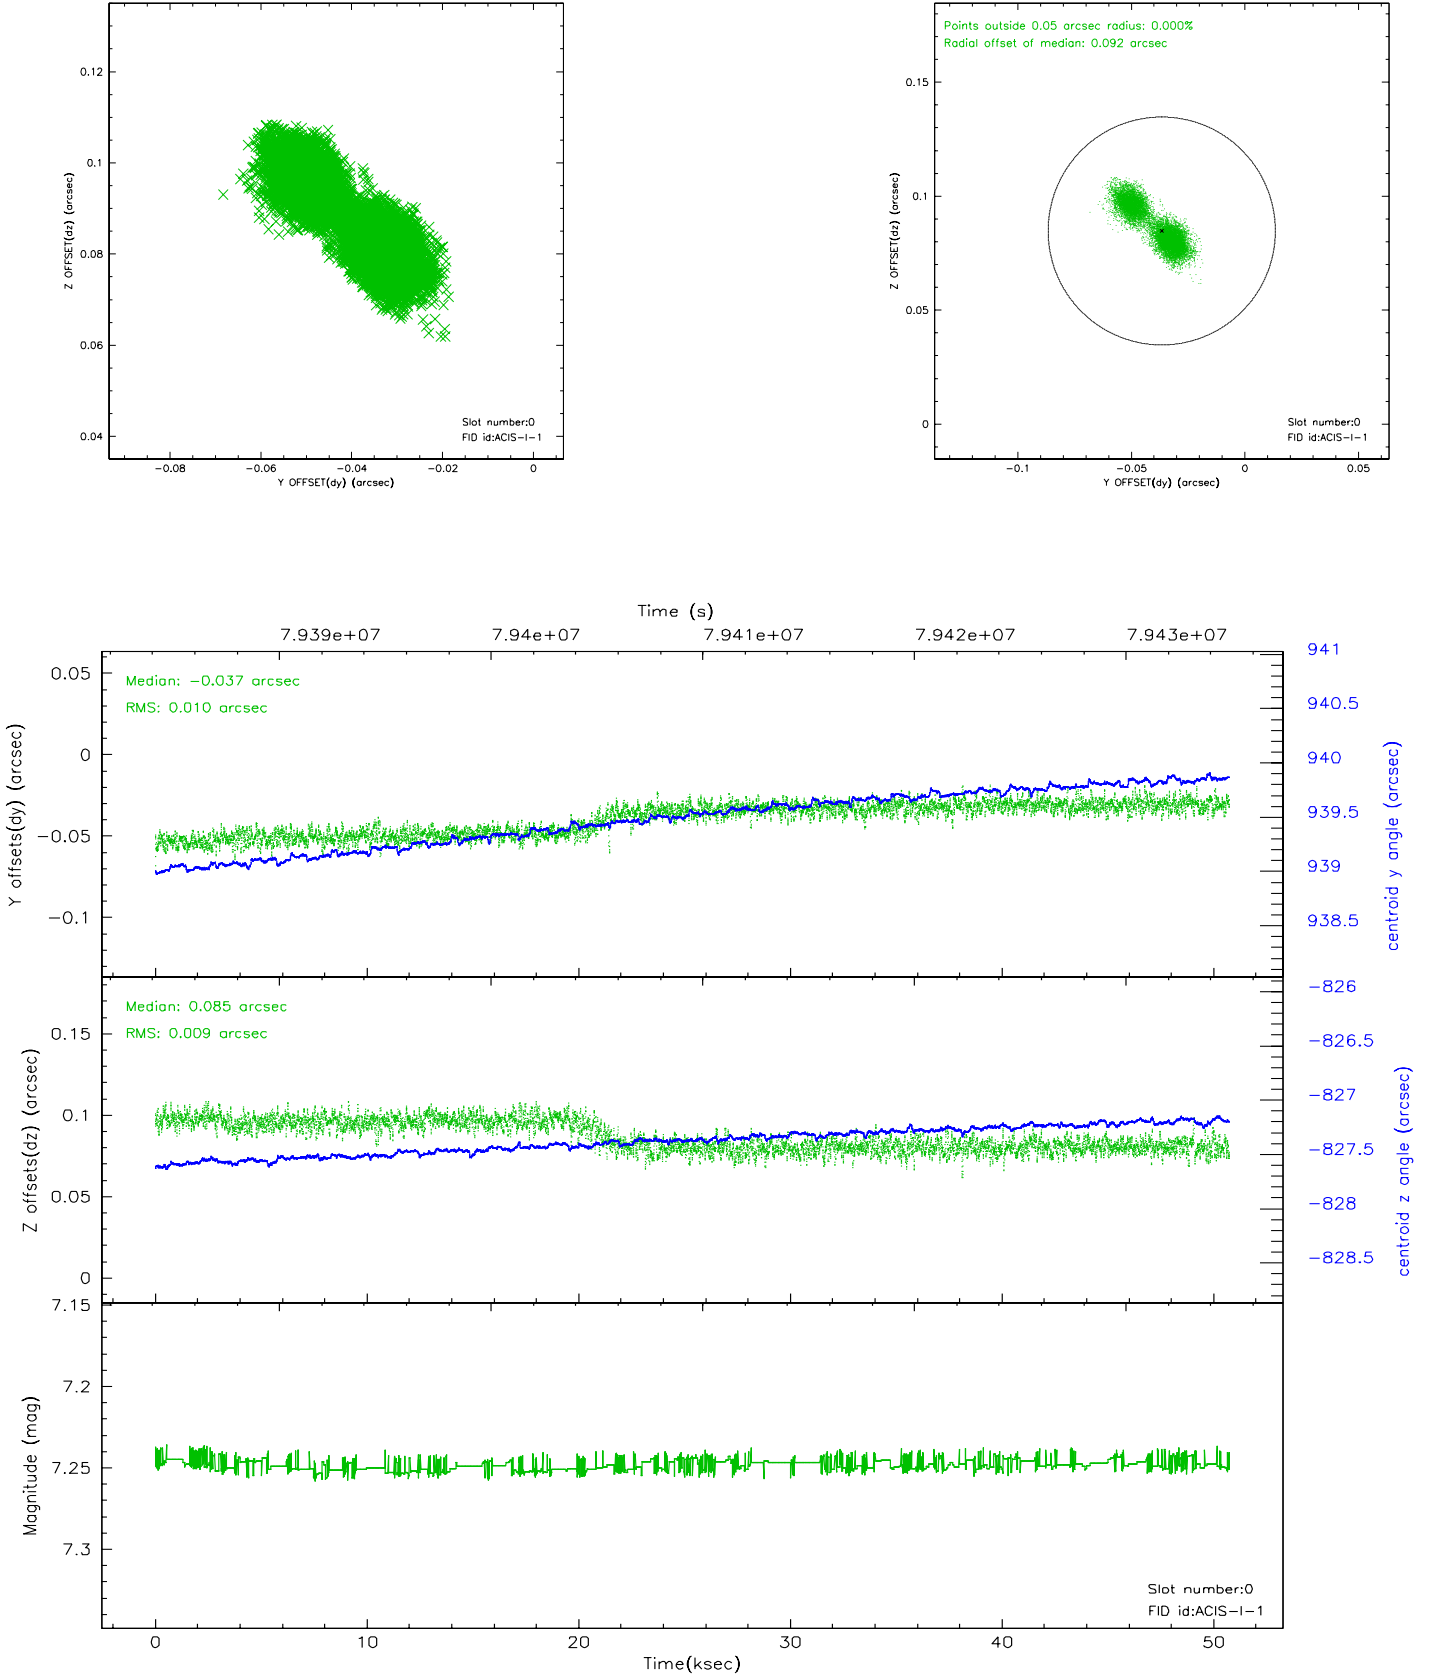 0.12
0.1
0.08
0.06
0.04
Z OFFSET(dz) (arcsec)
−0.08 −0.06 −0.04 −0.02 0
Y OFFSET(dy) (arcsec)
Slot number:0
FID id:ACIS−I−1
Points outside 0.05 arcsec radius: 0.000%
Radial offset of median: 0.092 arcsec
0.15
0.1
0.05
0
Z OFFSET(dz) (arcsec)
−0.1 −0.05 0 0.05
Y OFFSET(dy) (arcsec)
Slot number:0
FID id:ACIS−I−1
Time (s)
7.939e+07 7.94e+07 7.941e+07 7.942e+07 7.943e+07
Median: −0.037 arcsec
RMS: 0.010 arcsec
0.05
0
−0.05
−0.1
Y offsets(dy) (arcsec)
941
940.5
940
939.5
939
938.5
centroid y angle (arcsec)
Median: 0.085 arcsec
RMS: 0.009 arcsec
0.15
0.1
0.05
0
Z offsets(dz) (arcsec)
−826
−826.5
−827
−827.5
−828
−828.5
centroid z angle (arcsec)
7.15
7.2
7.25
7.3
Magnitude (mag)
Slot number:0
FID id:ACIS−I−1
0 10 20 30 40 50
Time(ksec)